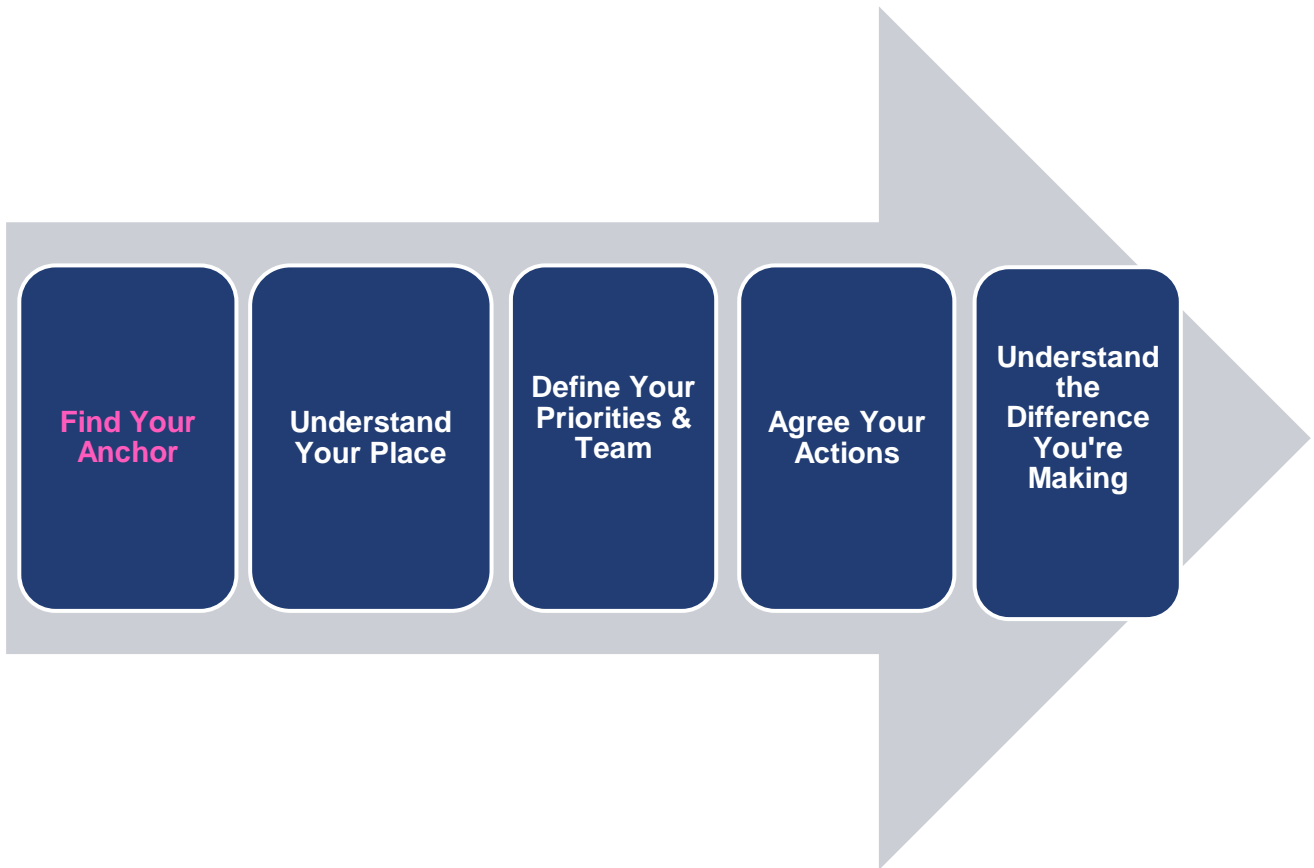 Find Your
Anchor
Understand
Your Place
Define Your
Priorities &
Team
Agree Your
Actions
Understand
the
Difference
You're
Making